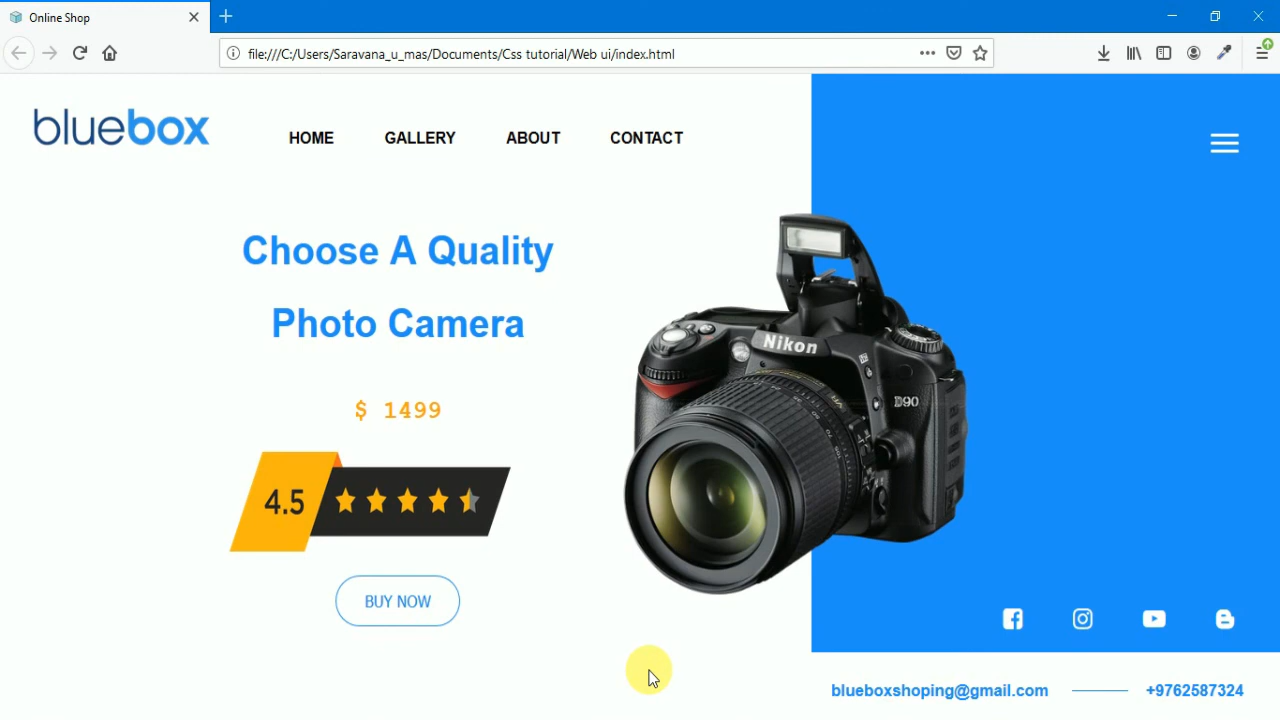 Online Shop
file:///C:/Users/Saravana_u_mas/Documents/Css tutorial/Web ui/index.html
bluebox
HOME GALLERY ABOUT CONTACT
Choose A Quality
Photo Camera
$ 1499
4.5
BUY NOW
Nikon
D90
blueboxshoping@gmail.com
+9762587324